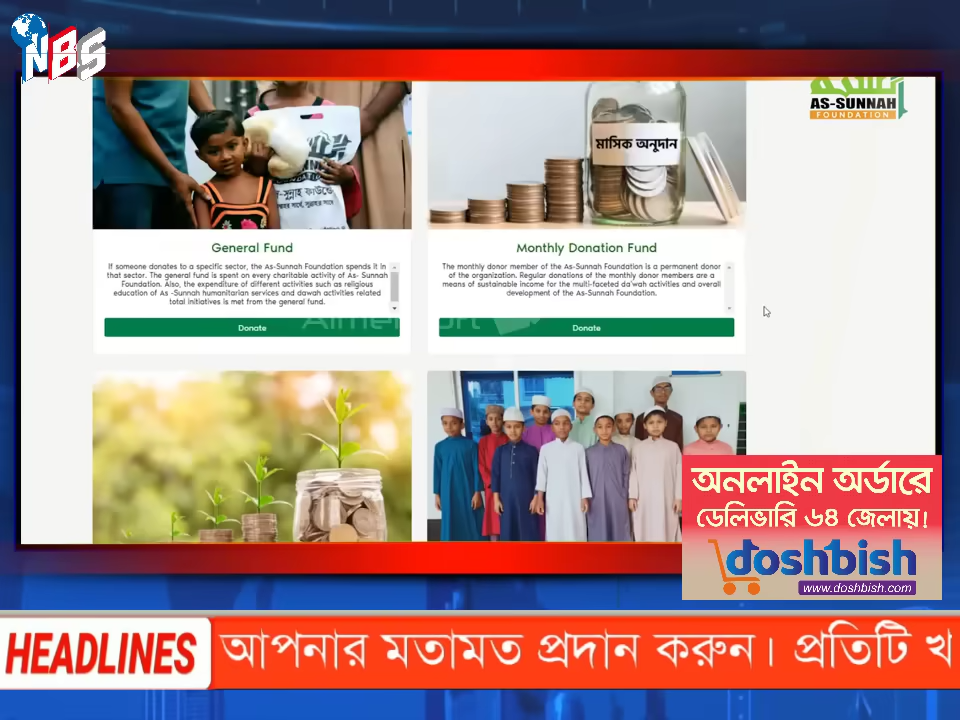 NBS
AS-SUNNAH
FOUNDATION
মাসিক অনুদান
General Fund
If someone donates to a specific sector, the As-Sunnah Foundation spends it in
that sector. The general fund is spent on every charitable activity of As- Sunnah
Foundation. Also, the expenditure of different activities such as religious
education of As -Sunnah humanitarian services and dawah activities related
total initiatives is met from the general fund.
Donate
Monthly Donation Fund
The monthly donor member of the As-Sunnah Foundation is a permanent donor
of the organization. Regular donations of the monthly donor members are a
means of sustainable income for the multi-faceted da'wah activities and overall
development of the As-Sunnah Foundation.
Donate
অনলাইন অর্ডারে
ডেলিভারি ৬৪ জেলায়!
doshbish
www.doshbish.com
HEADLINES
আপনার মতামত প্রদান করুন। প্রতিটি খ